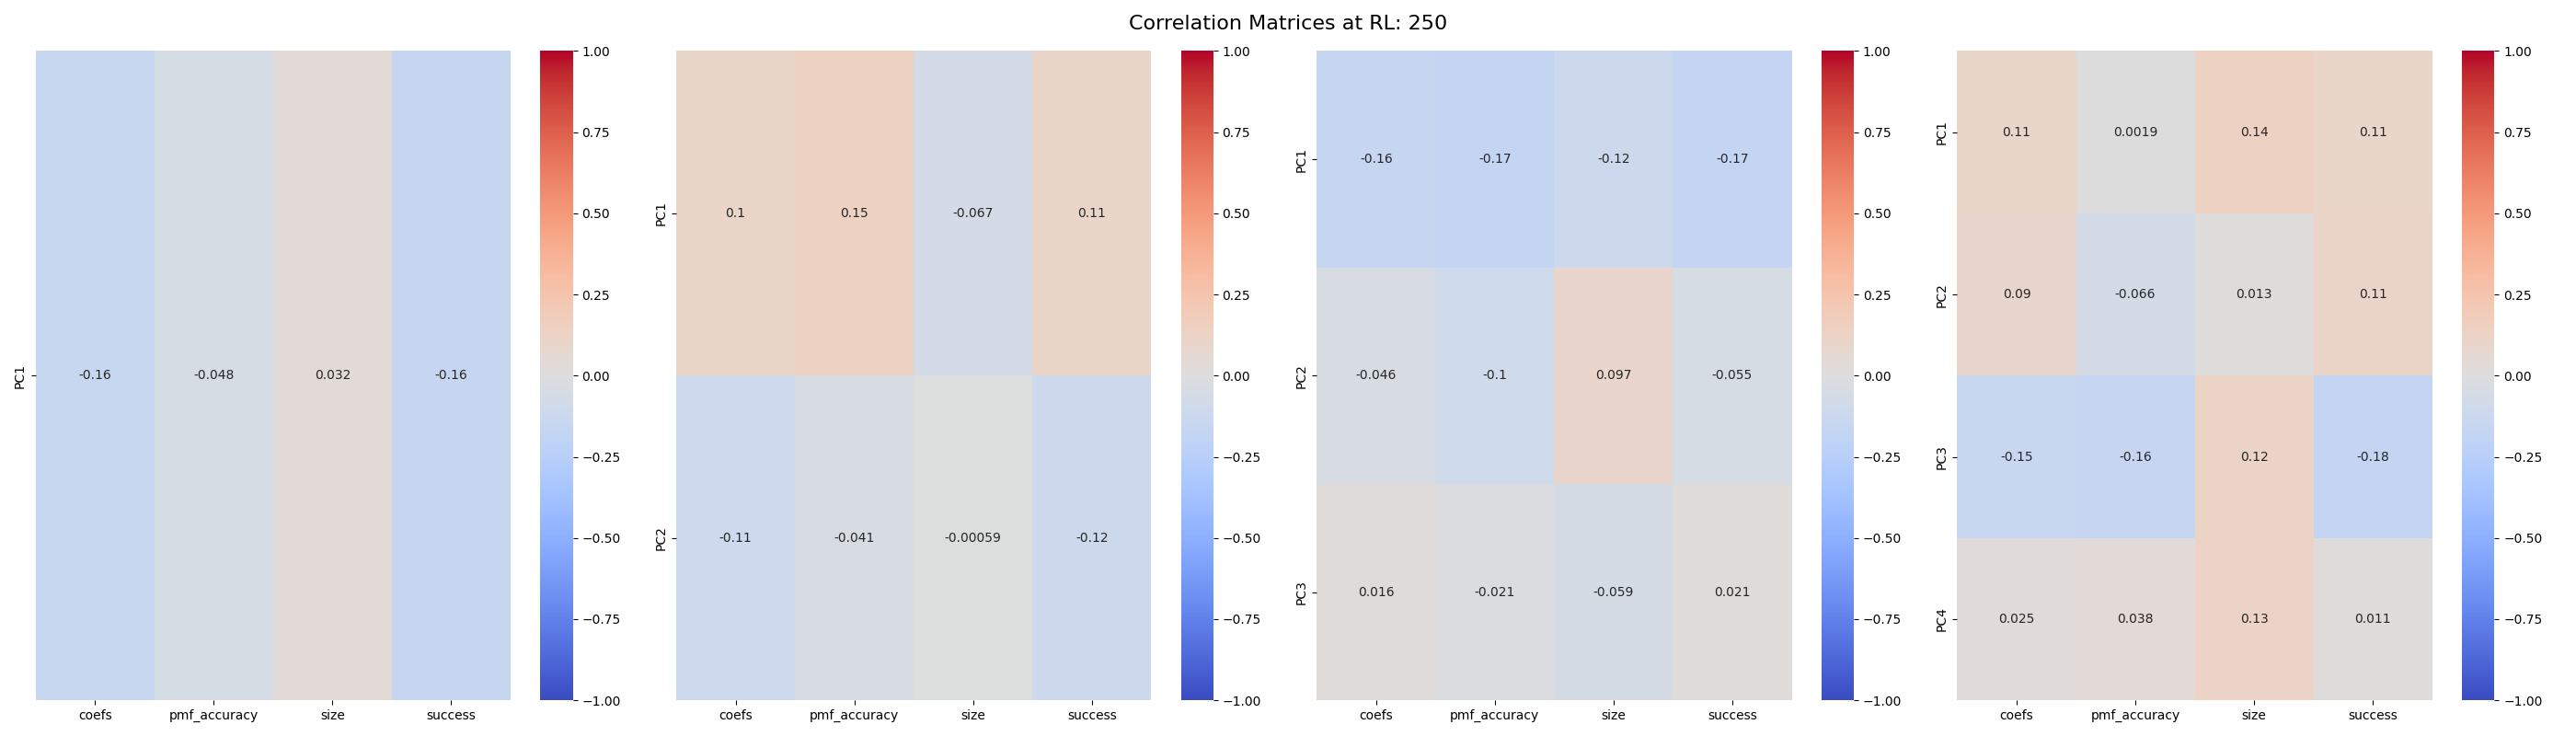 Correlation Matrices at RL: 250
PC1
-0.16 -0.048 0.032 -0.16
coefs pmf_accuracy size success
1.00
0.75
0.50
0.25
0.00
−0.25
−0.50
−0.75
−1.00
PC1
0.1 0.15 -0.067 0.11
PC2
-0.11 -0.041 -0.00059 -0.12
coefs pmf_accuracy size success
1.00
0.75
0.50
0.25
0.00
−0.25
−0.50
−0.75
−1.00
PC1
-0.16 -0.17 -0.12 -0.17
PC2
-0.046 -0.1 0.097 -0.055
PC3
0.016 -0.021 -0.059 0.021
coefs pmf_accuracy size success
1.00
0.75
0.50
0.25
0.00
−0.25
−0.50
−0.75
−1.00
PC1
0.11 0.0019 0.14 0.11
PC2
0.09 -0.066 0.013 0.11
PC3
-0.15 -0.16 0.12 -0.18
PC4
0.025 0.038 0.13 0.011
coefs pmf_accuracy size success
1.00
0.75
0.50
0.25
0.00
−0.25
−0.50
−0.75
−1.00